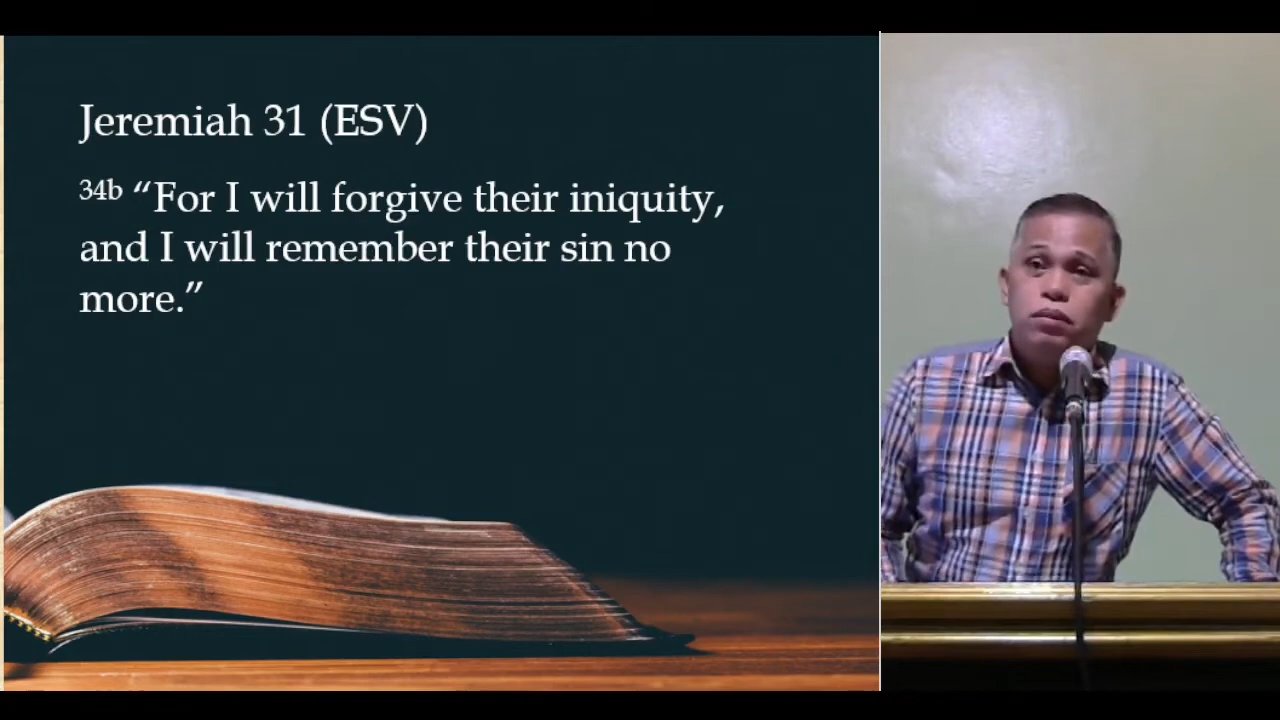 Jeremiah 31 (ESV)
34b “For I will forgive their iniquity,
and I will remember their sin no
more.”